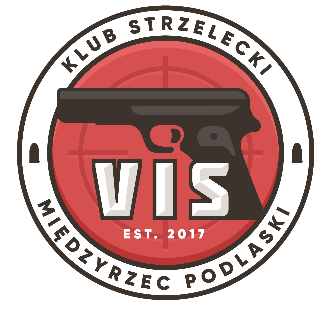 KLUB STRZELECKI
VIS
EST. 2017
MIĘDZYRZEC PODLASKI